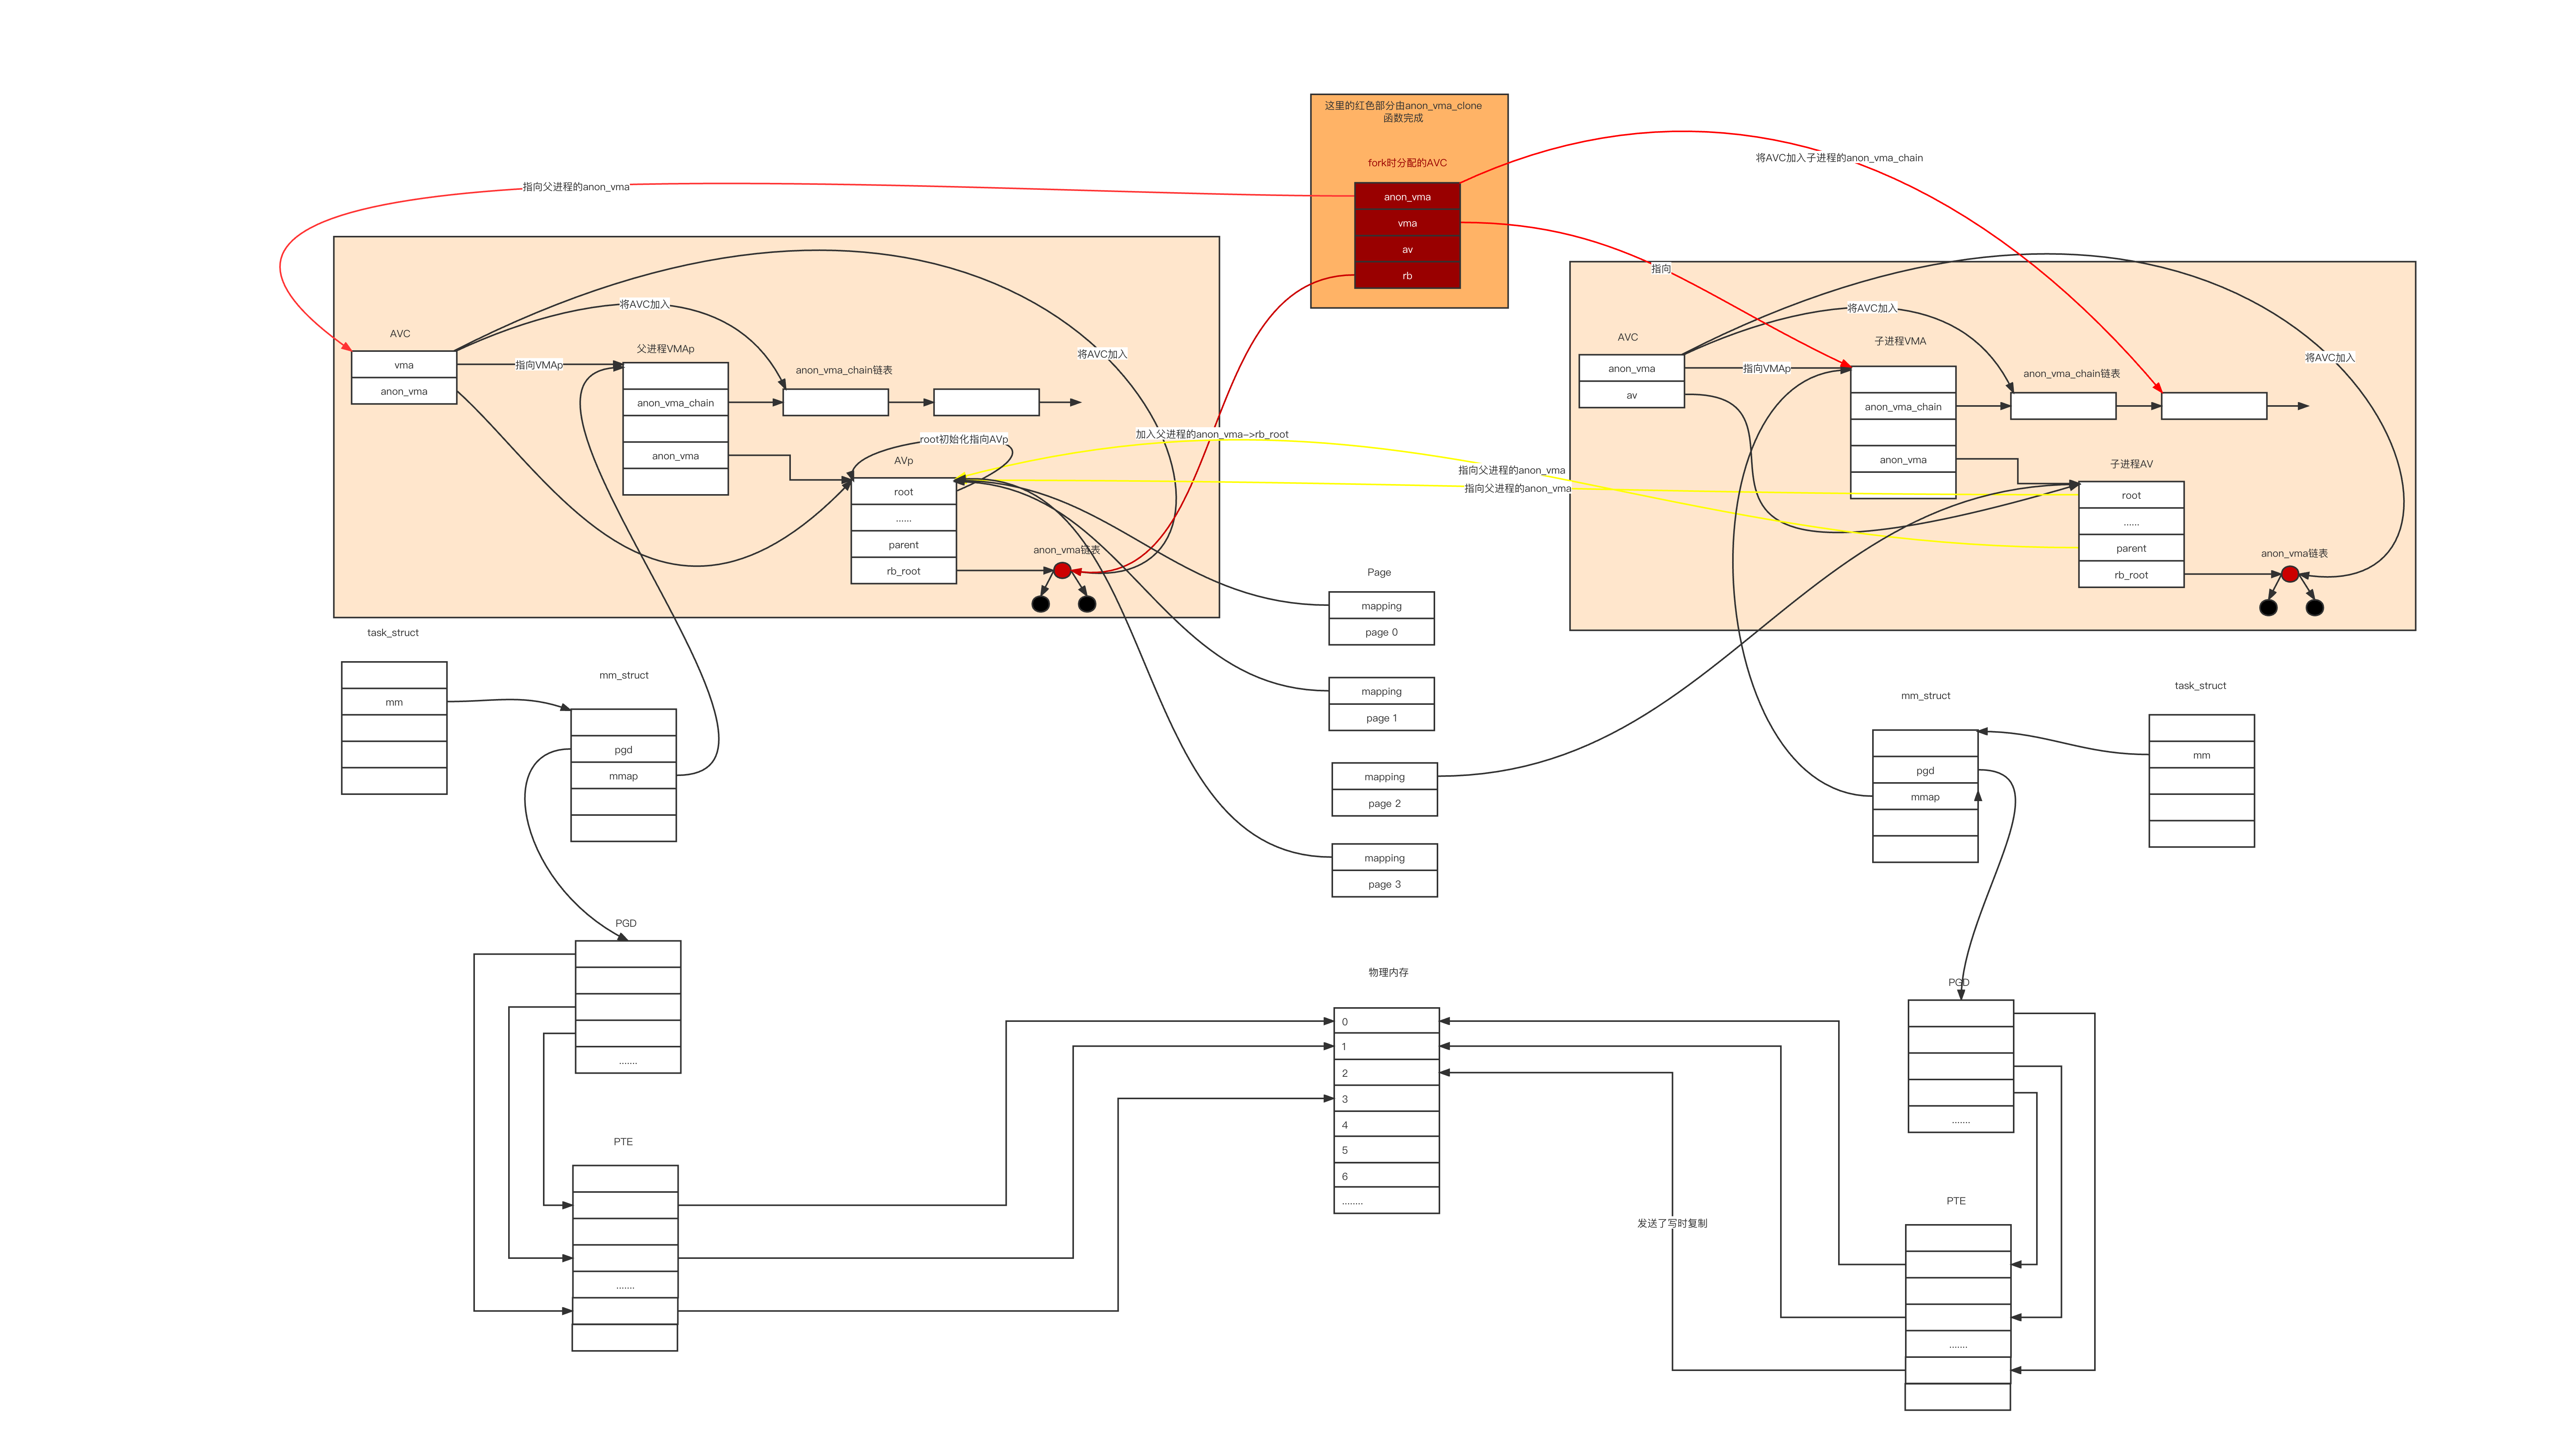 这里的红色部分由anon_vma_clone
函数完成
fork时分配的AVC
anon_vma
vma
av
rb
指向父进程的anon_vma
将AVC加入子进程的anon_vma_chain
指向
加入父进程的anon_vma->rb_root
指向父进程的anon_vma
指向父进程的anon_vma
AVC
vma
anon_vma
指向VMAp
将AVC加入
将AVC加入
父进程VMAp
anon_vma_chain
anon_vma
anon_vma_chain链表
root初始化指向AVp
AVp
root
......
parent
rb_root
anon_vma链表
AVC
anon_vma
av
指向VMAp
将AVC加入
将AVC加入
子进程VMA
anon_vma_chain
anon_vma
anon_vma_chain链表
子进程AV
root
......
parent
rb_root
anon_vma链表
task_struct
mm
mm_struct
pgd
mmap
Page
mapping
page 0
mapping
page 1
mapping
page 2
mapping
page 3
mm_struct
pgd
mmap
task_struct
mm
PGD
.......
PTE
.......
物理内存
0
1
2
3
4
5
6
........
发送了写时复制
PGD
.......
PTE
.......